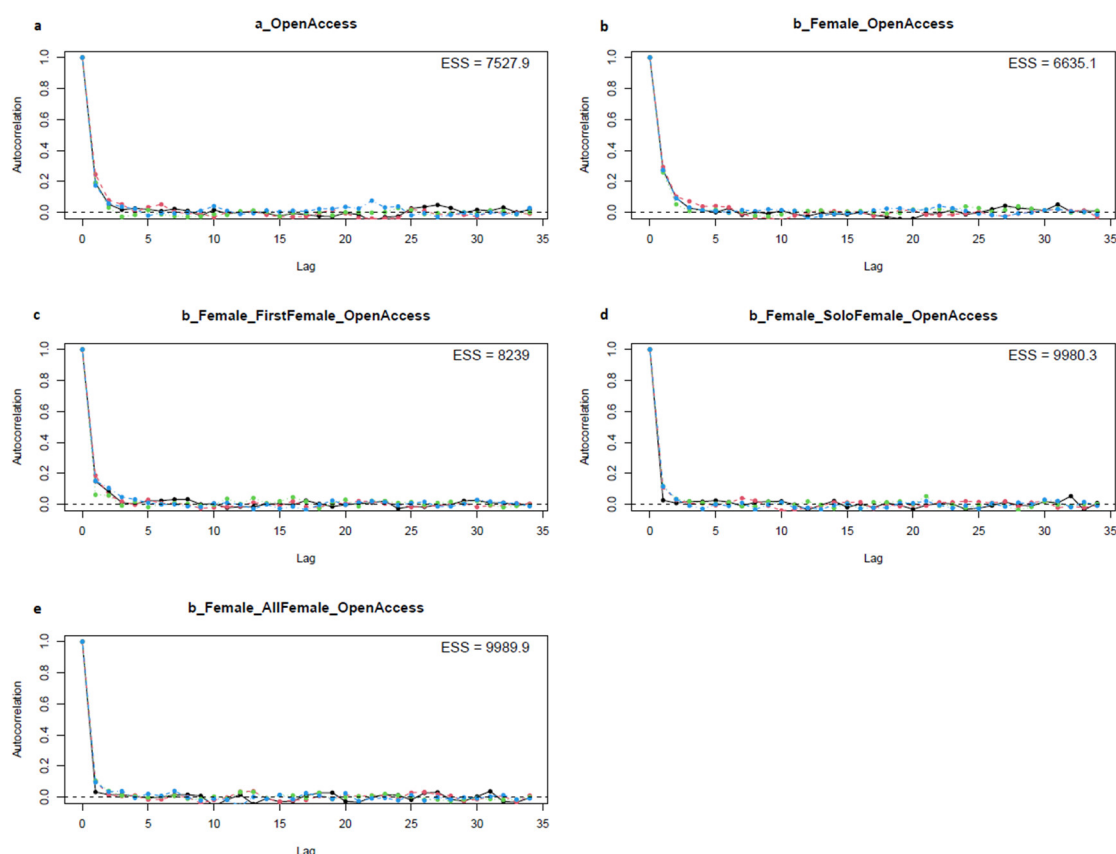 a
a_OpenAccess
ESS = 7527.9
Autocorrelation
0.0 0.2 0.4 0.6 0.8 1.0
0 5 10 15 20 25 30 35
Lag
b
b_Female_OpenAccess
ESS = 6635.1
Autocorrelation
0.0 0.2 0.4 0.6 0.8 1.0
0 5 10 15 20 25 30 35
Lag
c
b_Female_FirstFemale_OpenAccess
ESS = 8239
Autocorrelation
0.0 0.2 0.4 0.6 0.8 1.0
0 5 10 15 20 25 30 35
Lag
d
b_Female_SoloFemale_OpenAccess
ESS = 9980.3
Autocorrelation
0.0 0.2 0.4 0.6 0.8 1.0
0 5 10 15 20 25 30 35
Lag
e
b_Female_AllFemale_OpenAccess
ESS = 9989.9
Autocorrelation
0.0 0.2 0.4 0.6 0.8 1.0
0 5 10 15 20 25 30 35
Lag